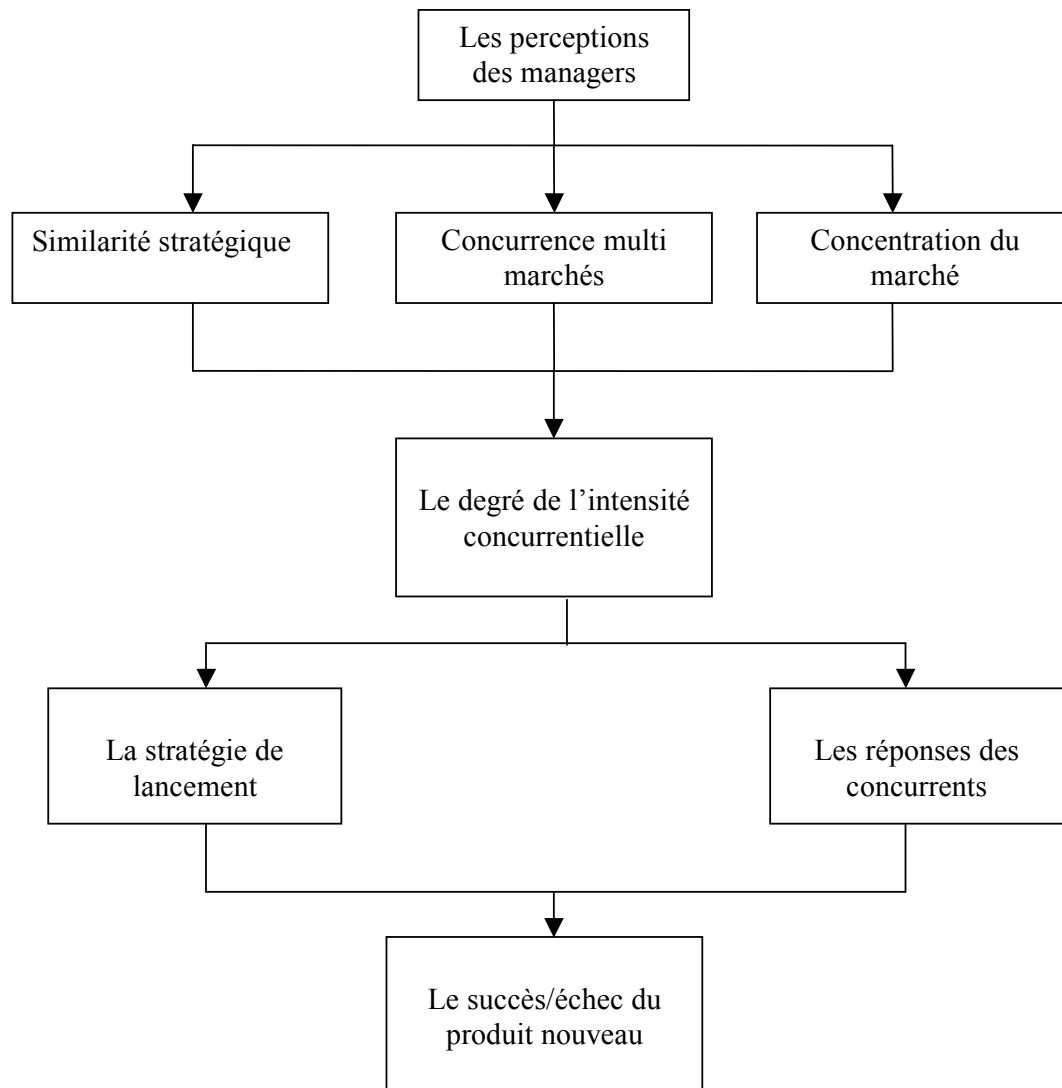 Les perceptions
des managers
Similarité stratégique
Concurrence multi
marchés
Concentration du
marché
Le degré de l’intensité
concurrentielle
La stratégie de
lancement
Les réponses des
concurrents
Le succès/échec du
produit nouveau